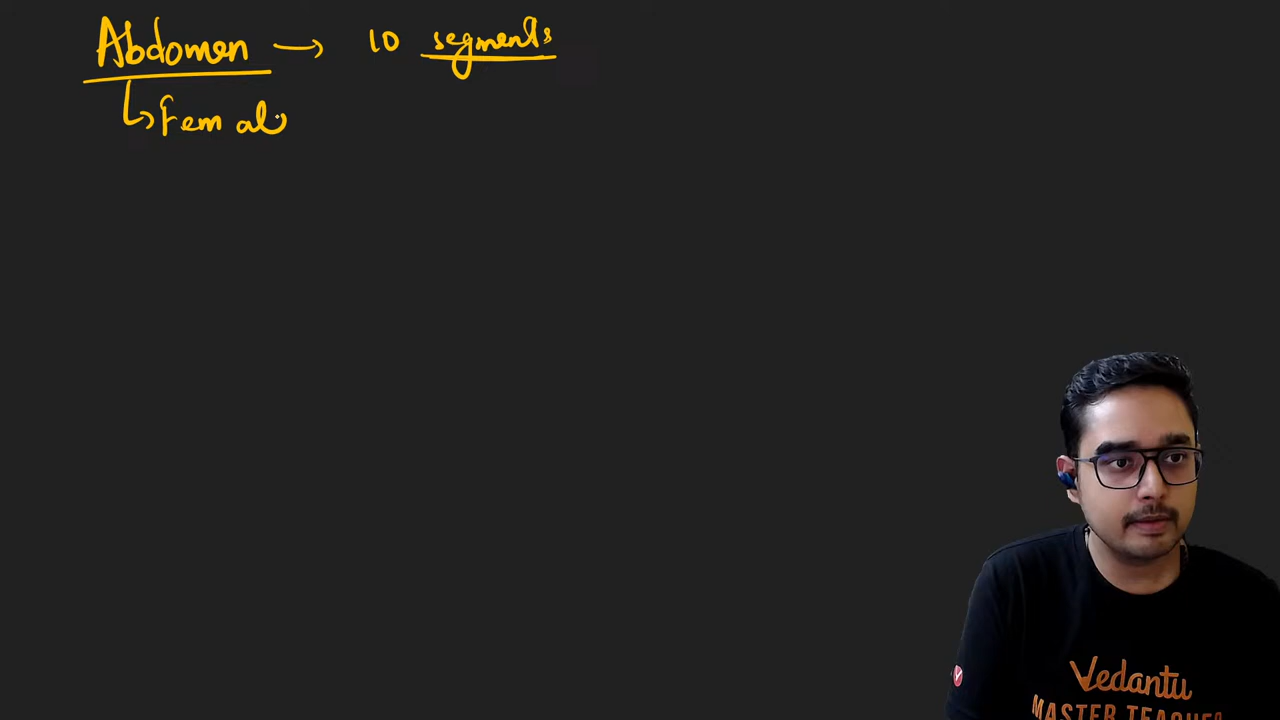 Abdomen → 10 segments
↳ Femal
Vedantu
MASTER TEACHER